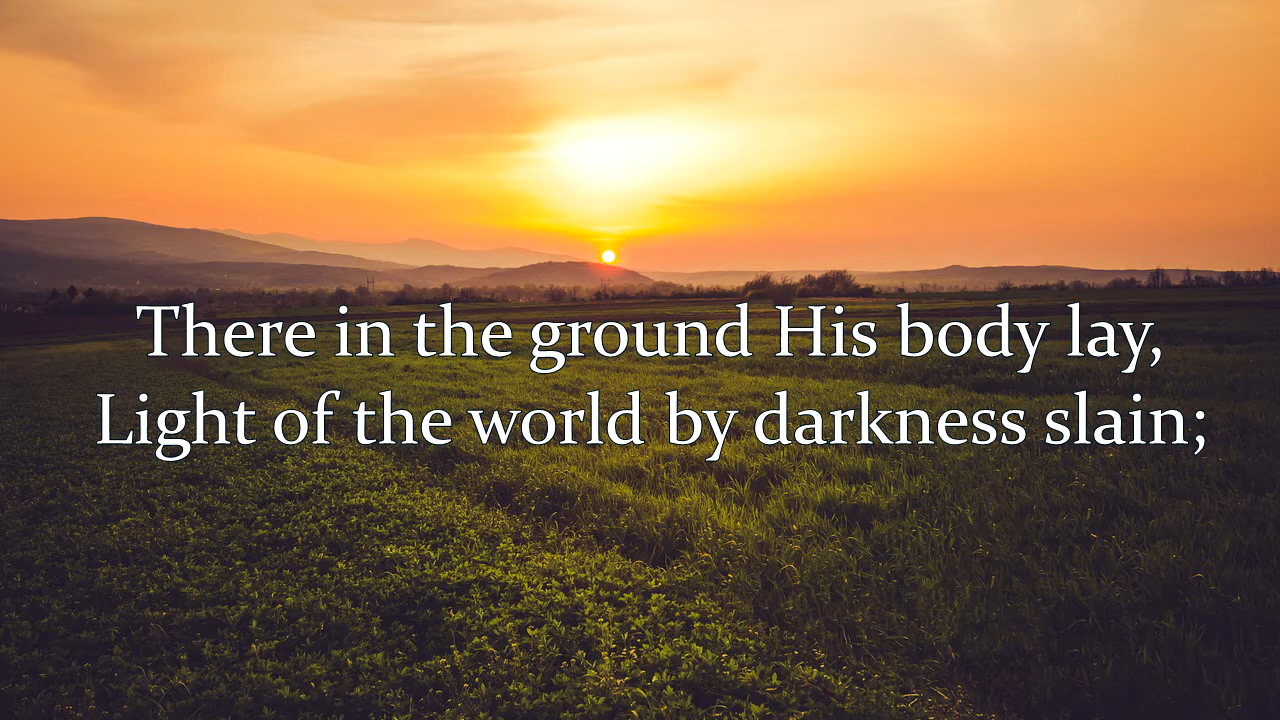 There in the ground His body lay,
Light of the world by darkness slain;